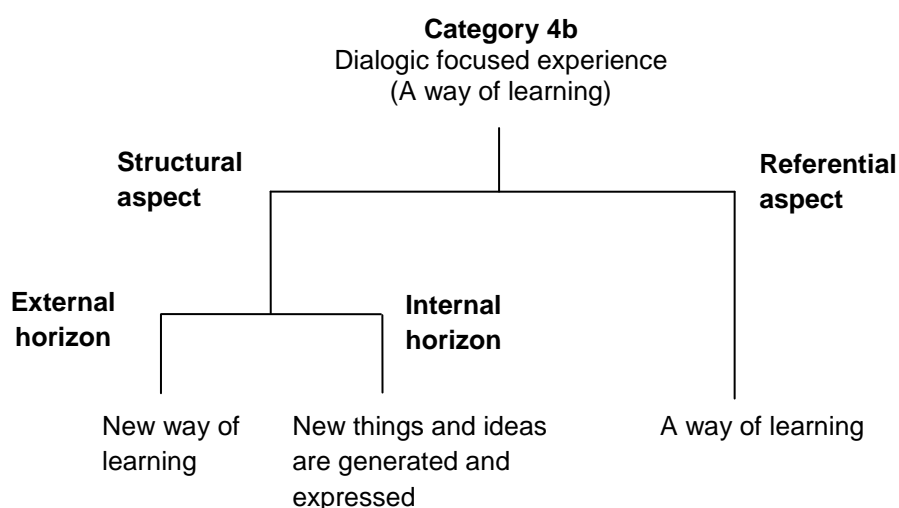 Category 4b
Dialogic focused experience
(A way of learning)
Structural
aspect
Referential
aspect
External
horizon
Internal
horizon
New way of
learning
New things and ideas
are generated and
expressed
A way of learning